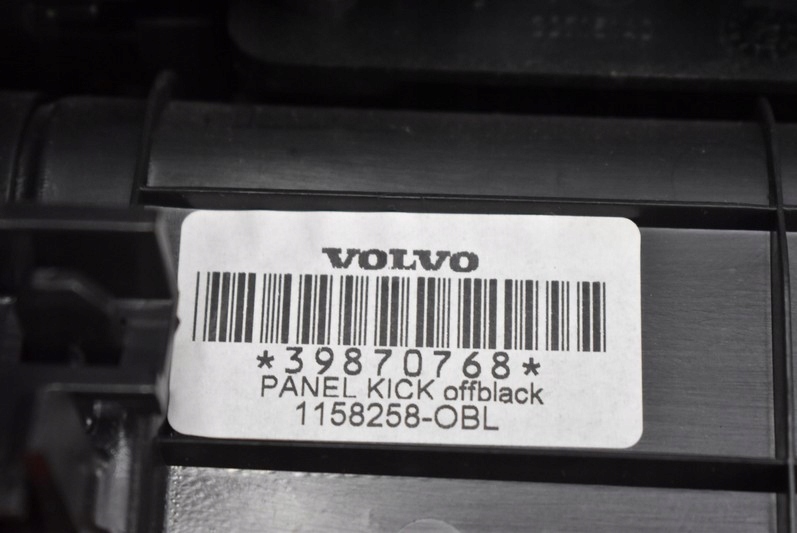 VOLVO
*39870768*
PANEL KICK offblack
1158258-OBL